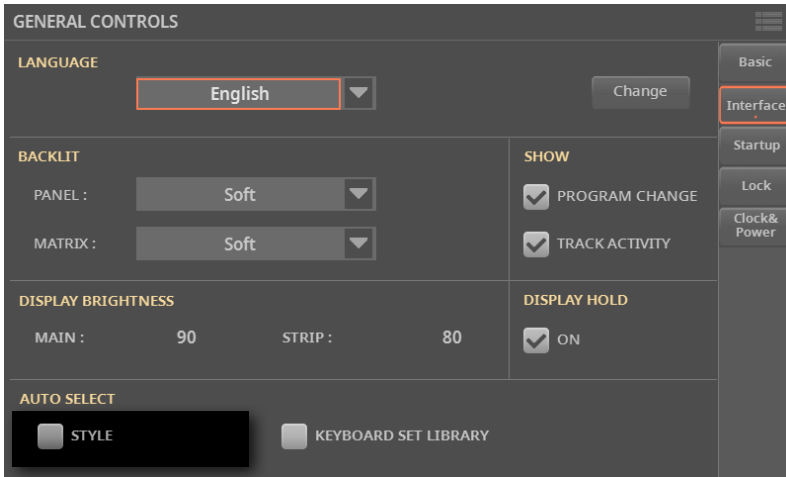 GENERAL CONTROLS
LANGUAGE
English
Change
BACKLIT
PANEL :
Soft
MATRIX :
Soft
SHOW
PROGRAM CHANGE
TRACK ACTIVITY
DISPLAY BRIGHTNESS
MAIN :
90
STRIP :
80
DISPLAY HOLD
ON
AUTO SELECT
STYLE
KEYBOARD SET LIBRARY
Basic
Interface
Startup
Lock
Clock&
Power